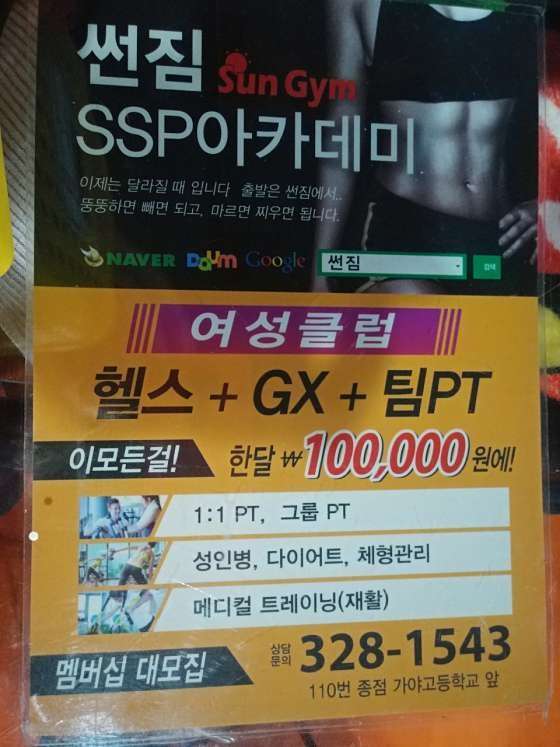 썬짐 Sun Gym
SSP아카데미
이제는 달라질 때 입니다 출발은 썬짐에서..
뚱뚱하면 빼면 되고, 마르면 찌우면 됩니다.
NAVER Daum Google 썬짐 검색
여성클럽
헬스 + GX + 팀PT
이모든걸! 한달 ₩100,000원에!
1:1 PT, 그룹 PT
성인병, 다이어트, 체형관리
메디컬 트레이닝(재활)
멤버십 대모집
상담문의 328-1543
110번 종점 가야고등학교 앞